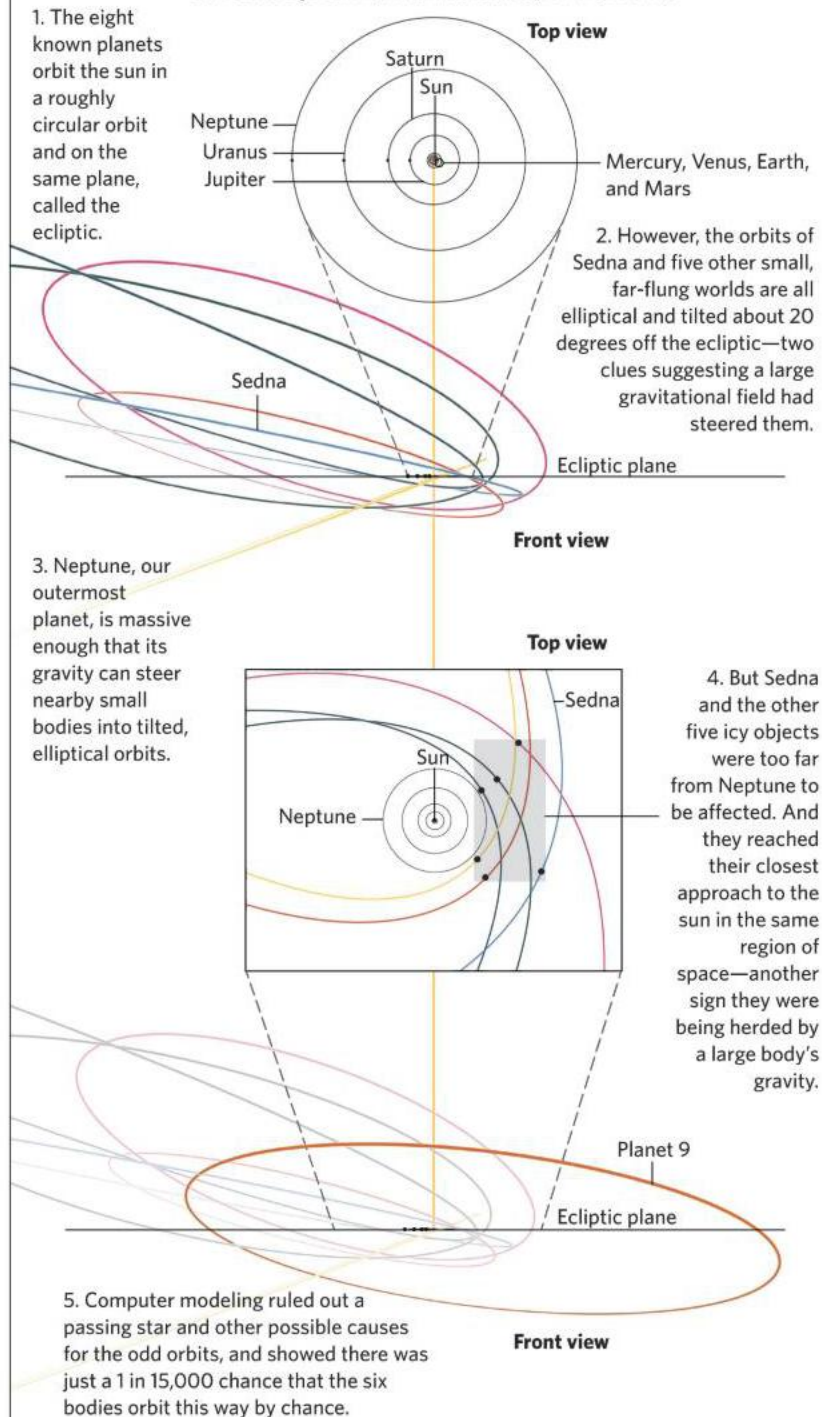 1. The eight
known planets
orbit the sun in
a roughly
circular orbit
and on the
same plane,
called the
ecliptic.
Top view
Saturn
Sun
Neptune
Uranus
Jupiter
Mercury, Venus, Earth,
and Mars
2. However, the orbits of
Sedna and five other small,
far-flung worlds are all
elliptical and tilted about 20
degrees off the ecliptic—two
clues suggesting a large
gravitational field had
steered them.
Sedna
Ecliptic plane
Front view
3. Neptune, our
outermost
planet, is massive
enough that its
gravity can steer
nearby small
bodies into tilted,
elliptical orbits.
Top view
Sedna
Sun
Neptune
4. But Sedna
and the other
five icy objects
were too far
from Neptune to
be affected. And
they reached
their closest
approach to the
sun in the same
region of
space—another
sign they were
being herded by
a large body's
gravity.
Planet 9
Ecliptic plane
5. Computer modeling ruled out a
passing star and other possible causes
for the odd orbits, and showed there was
just a 1 in 15,000 chance that the six
bodies orbit this way by chance.
Front view